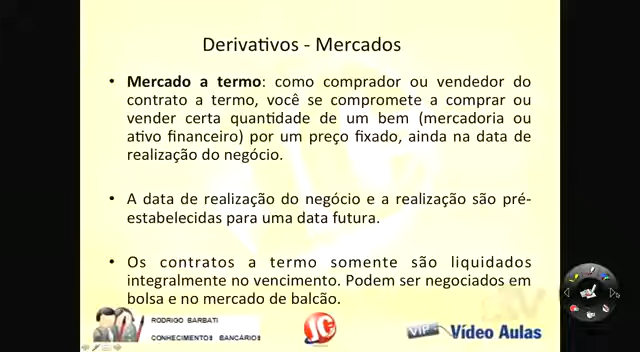 Derivativos - Mercados
• Mercado a termo: como comprador ou vendedor do
contrato a termo, você se compromete a comprar ou
vender certa quantidade de um bem (mercadoria ou
ativo financeiro) por um preço fixado, ainda na data de
realização do negócio.
• A data de realização do negócio e a realização são pré-
estabelecidas para uma data futura.
• Os contratos a termo somente são liquidados
integralmente no vencimento. Podem ser negociados em
bolsa e no mercado de balcão.
RODRIGO BARBATI
CONHECIMENTOS BANCÁRIOS
JC
VIP Vídeo Aulas